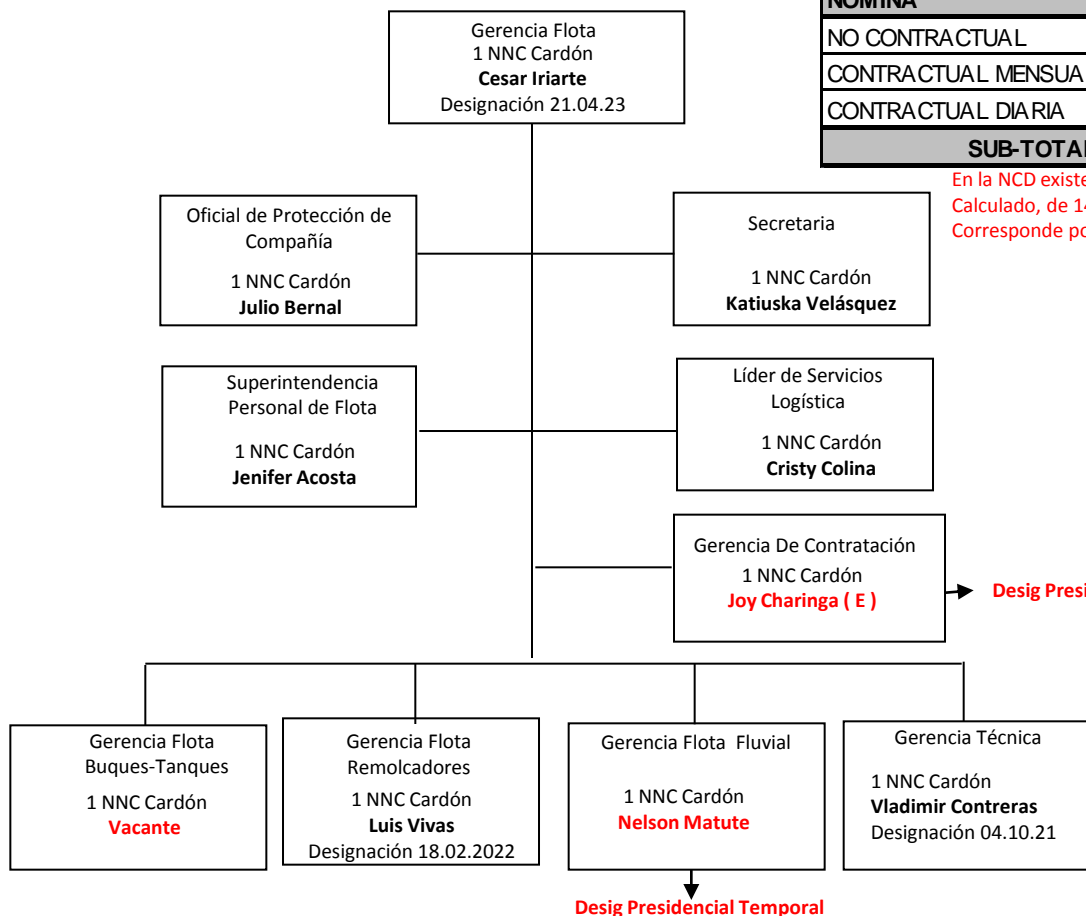 Gerencia Flota
1 NNC Cardón
Cesar Iriarte
Designación 21.04.23
NOMINA
NO CONTRACTUAL
CONTRACTUAL MENSUA
CONTRACTUAL DIARIA
SUB-TOTAL
En la NCD existe
Calculado, de 14
Corresponde po
Oficial de Protección de
Compañía
1 NNC Cardón
Julio Bernal
Secretaria
1 NNC Cardón
Katiuska Velásquez
Superintendencia
Personal de Flota
1 NNC Cardón
Jenifer Acosta
Líder de Servicios
Logística
1 NNC Cardón
Cristy Colina
Gerencia De Contratación
1 NNC Cardón
Joy Charinga ( E )
Desig Presi
Gerencia Flota
Buques-Tanques
1 NNC Cardón
Vacante
Gerencia Flota
Remolcadores
1 NNC Cardón
Luis Vivas
Designación 18.02.2022
Gerencia Flota Fluvial
1 NNC Cardón
Nelson Matute
Desig Presidencial Temporal
Gerencia Técnica
1 NNC Cardón
Vladimir Contreras
Designación 04.10.21